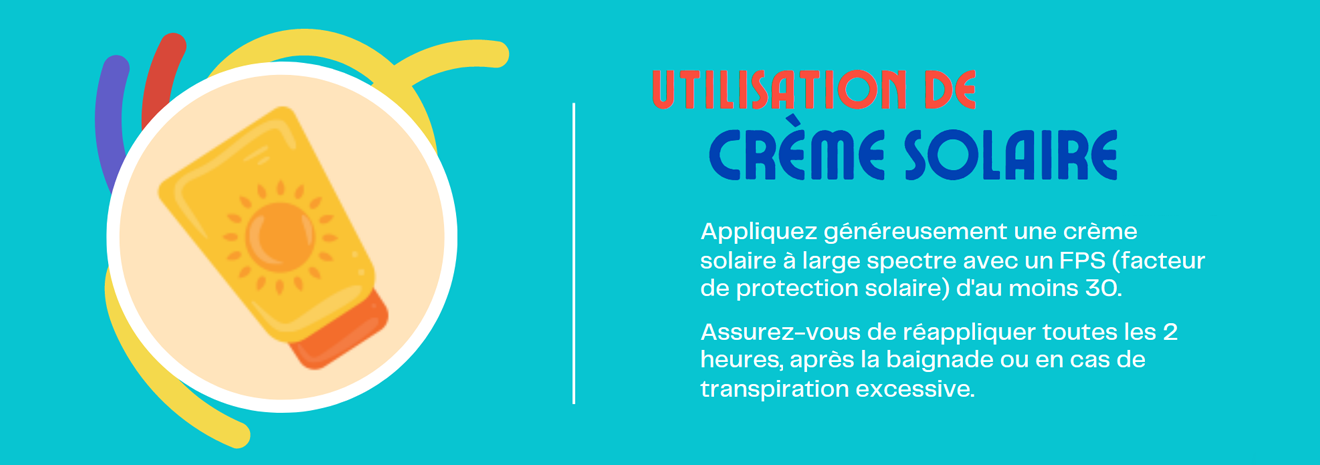 UTILISATION DE
CRÈME SOLAIRE
Appliquez généreusement une crème
solaire à large spectre avec un FPS (facteur
de protection solaire) d'au moins 30.
Assurez-vous de réappliquer toutes les 2
heures, après la baignade ou en cas de
transpiration excessive.